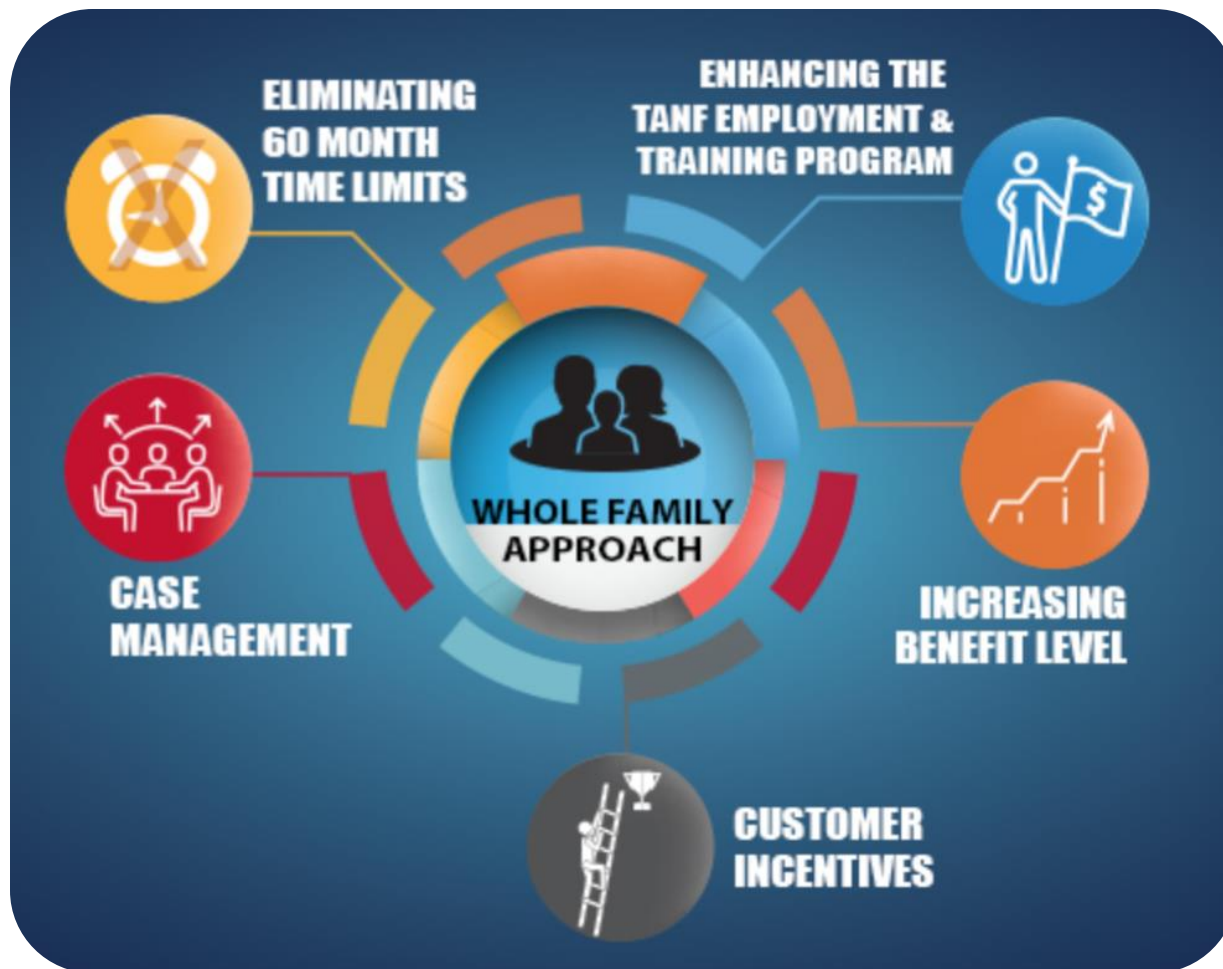 ELIMINATING
60 MONTH
TIME LIMITS
ENHANCING THE
TANF EMPLOYMENT &
TRAINING PROGRAM
$
WHOLE FAMILY
APPROACH
CASE
MANAGEMENT
INCREASING
BENEFIT LEVEL
CUSTOMER
INCENTIVES